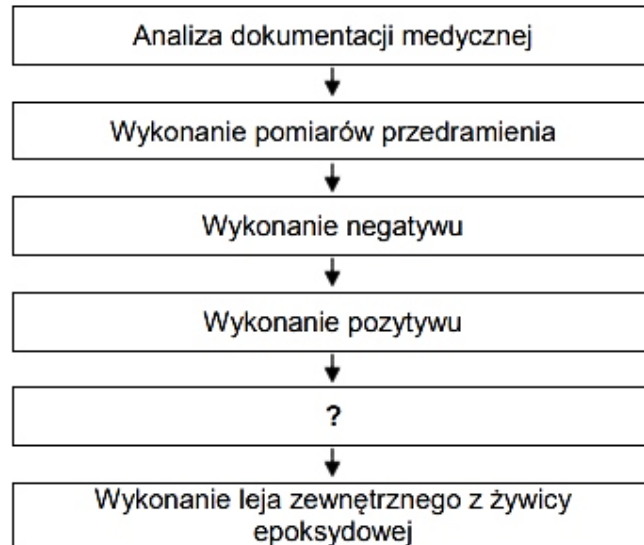 Analiza dokumentacji medycznej
Wykonanie pomiarów przedramienia
Wykonanie negatywu
Wykonanie pozytywu
?
Wykonanie leja zewnętrznego z żywicy
epoksydowej